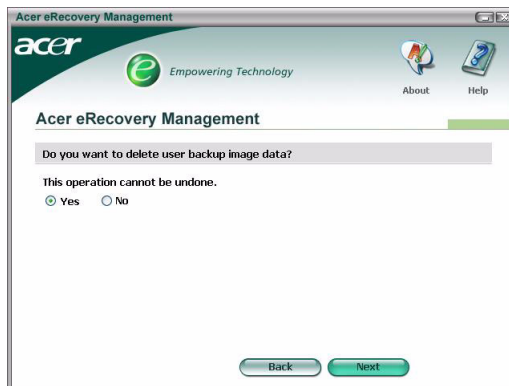 Acer eRecovery Management
acer
e Empowering Technology
About Help
Acer eRecovery Management
Do you want to delete user backup image data?
This operation cannot be undone.
Yes No
Back Next